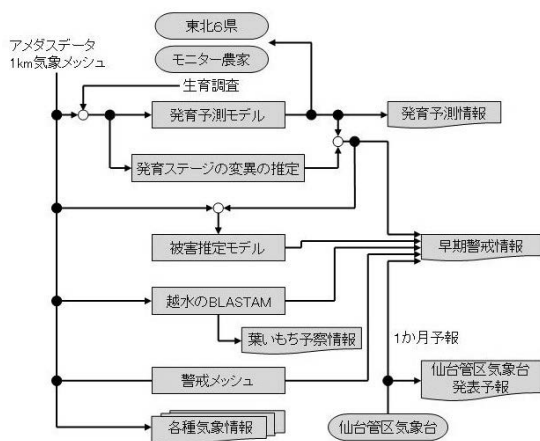 東北6県
アメダスデータ
1km気象メッシュ
モニター農家
生育調査
発育予測モデル
発育予測情報
発育ステージの変異の推定
被害推定モデル
早期警戒情報
越水のBLASTAM
葉いもち予察情報
1か月予報
警戒メッシュ
仙台管区気象台
発表予報
各種気象情報
仙台管区気象台